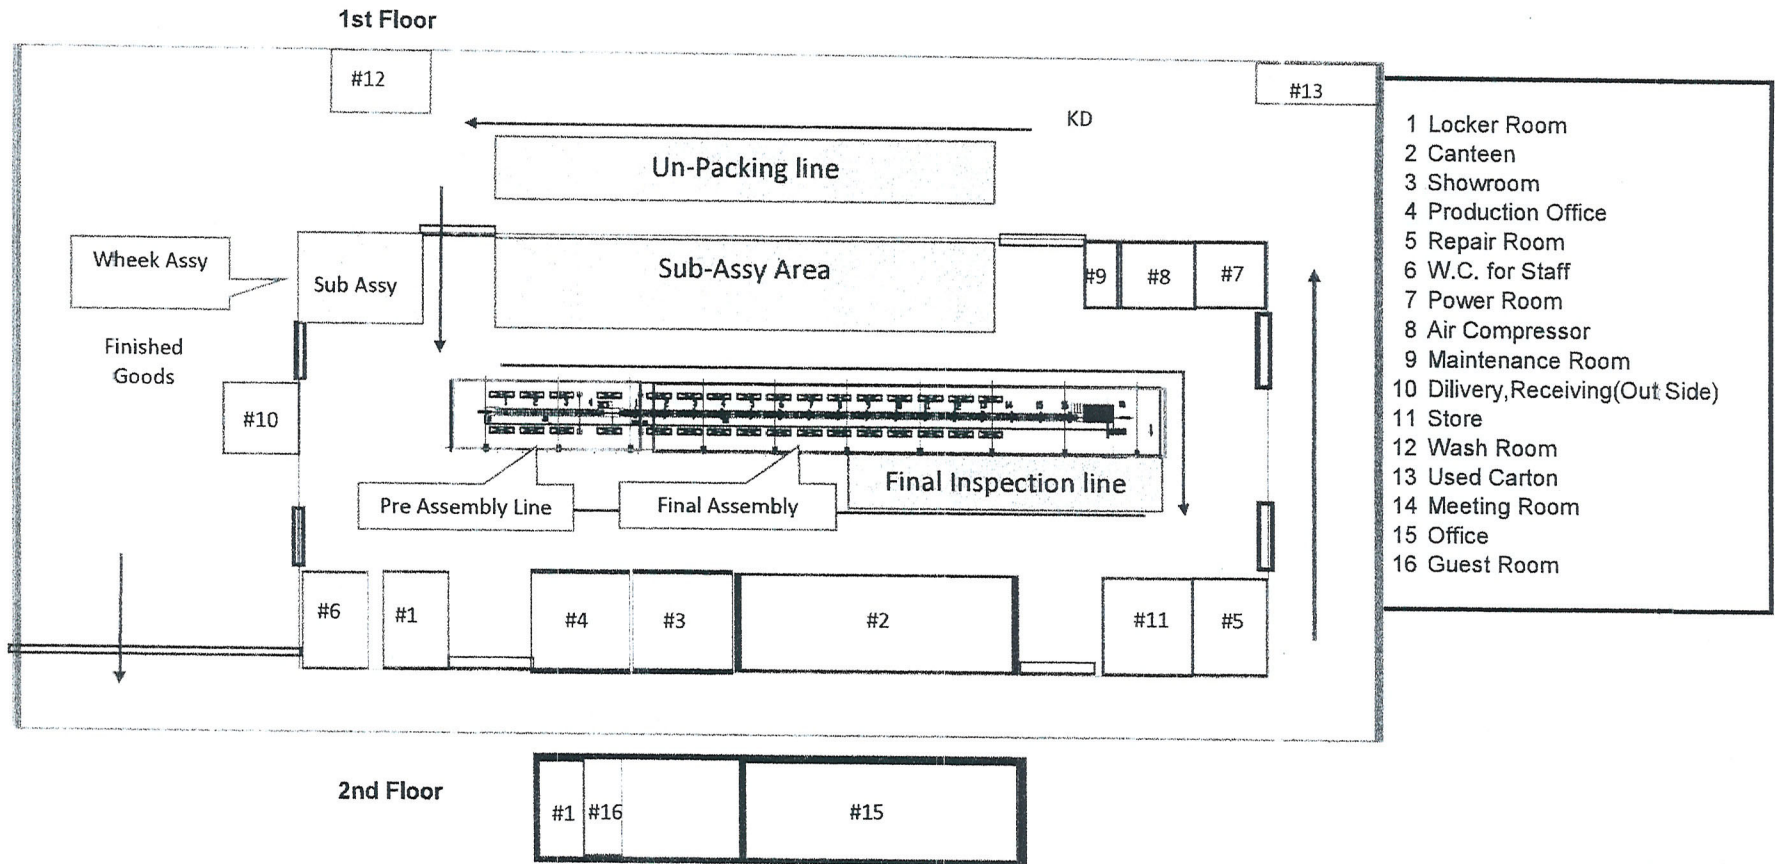 1st Floor
#12
#13
KD
Un-Packing line
Wheek Assy
Sub Assy
Sub-Assy Area
#9
#8
#7
Finished
Goods
#10
Pre Assembly Line
Final Assembly
Final Inspection line
#6
#1
#4
#3
#2
#11
#5
1 Locker Room
2 Canteen
3 Showroom
4 Production Office
5 Repair Room
6 W.C. for Staff
7 Power Room
8 Air Compressor
9 Maintenance Room
10 Dilivery,Receiving(Out Side)
11 Store
12 Wash Room
13 Used Carton
14 Meeting Room
15 Office
16 Guest Room
2nd Floor
#1
#16
#15